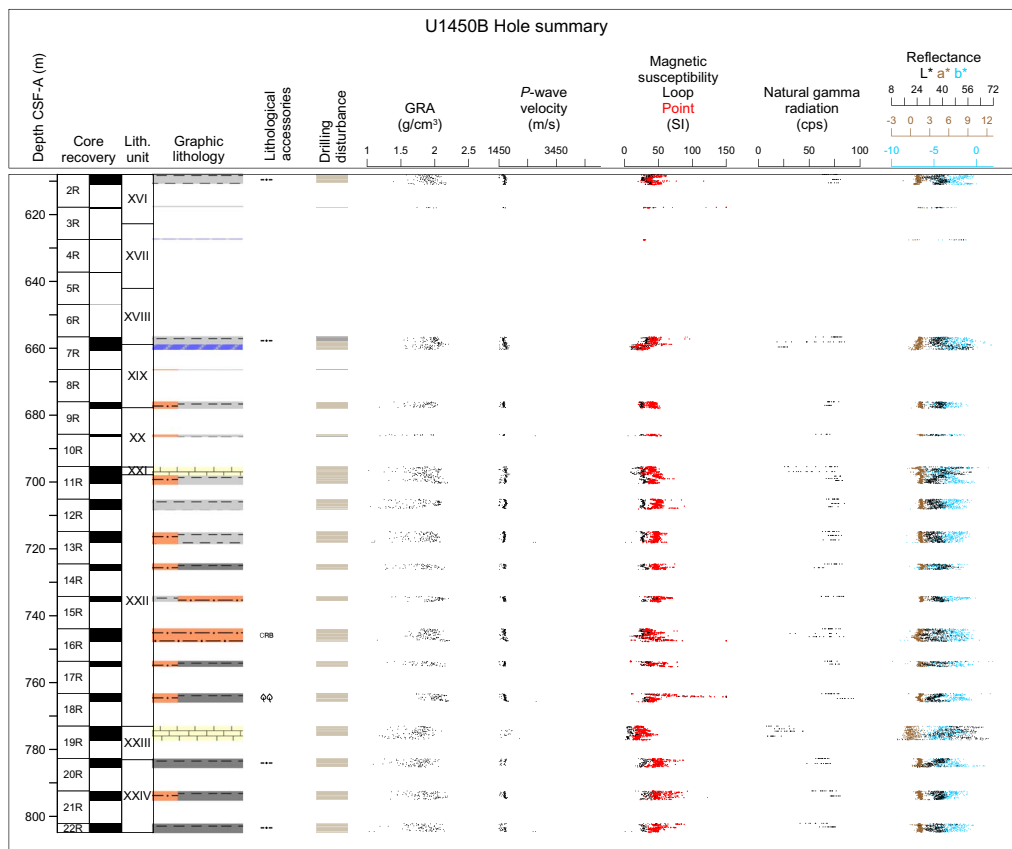 U1450B Hole summary
Depth CSF-A (m)
Core
recovery
Lith.
unit
Graphic
lithology
Lithological
accessories
Drilling
disturbance
GRA
(g/cm³)
1 1.5 2 2.5
P-wave
velocity
(m/s)
1450 3450
Magnetic
susceptibility
Loop
Point
(SI)
0 50 100 150
Natural gamma
radiation
(cps)
0 50 100
Reflectance
L* a* b*
8 24 40 56 72
-3 0 3 6 9 12
-10 -5 0
620
640
660
680
700
720
740
760
780
800
2R
3R
4R
5R
6R
7R
8R
9R
10R
11R
12R
13R
14R
15R
16R
17R
18R
19R
20R
21R
22R
XVI
XVII
XVIII
XIX
XX
XXI
XXII
XXIII
XXIV
CRB